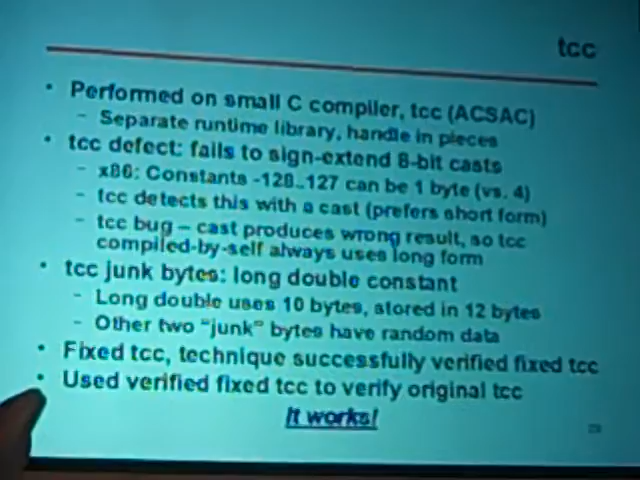 tcc
• Performed on small C compiler, tcc (ACSAC)
– Separate runtime library, handle in pieces
• tcc defect: fails to sign-extend 8-bit casts
– x86: Constants -128..127 can be 1 byte (vs. 4)
– tcc detects this with a cast (prefers short form)
– tcc bug – cast produces wrong result, so tcc
compiled-by-self always uses long form
• tcc junk bytes: long double constant
– Long double uses 10 bytes, stored in 12 bytes
– Other two "junk" bytes have random data
• Fixed tcc, technique successfully verified fixed tcc
• Used verified fixed tcc to verify original tcc
It works!